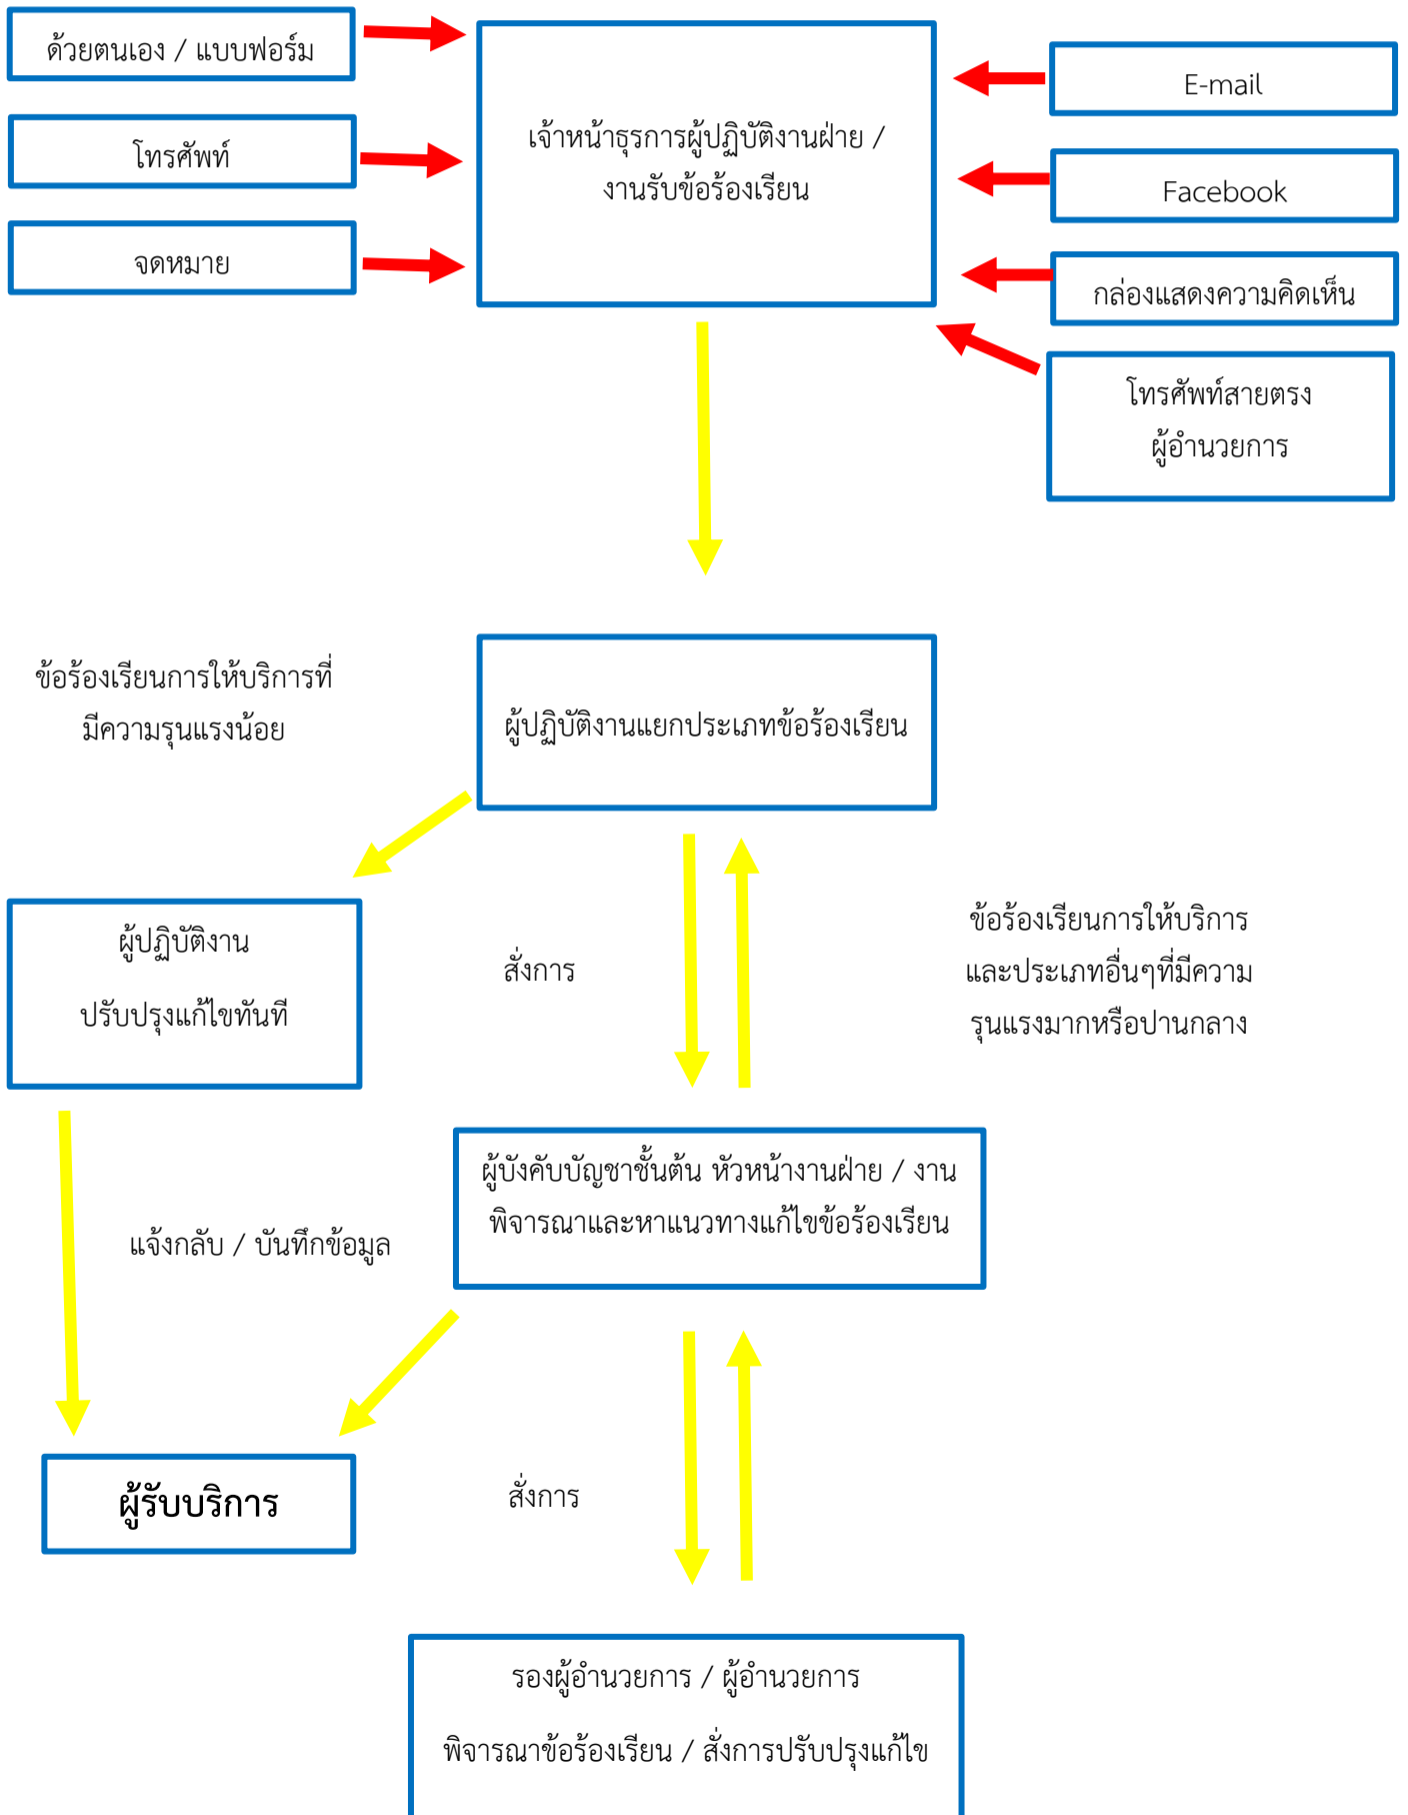 ด้วยตนเอง / แบบฟอร์ม
โทรศัพท์
จดหมาย
เจ้าหน้าธุรการผู้ปฏิบัติงานฝ่าย /
งานรับข้อร้องเรียน
E-mail
Facebook
กล่องแสดงความคิดเห็น
โทรศัพท์สายตรง
ผู้อำนวยการ
ข้อร้องเรียนการให้บริการที่
มีความรุนแรงน้อย
ผู้ปฏิบัติงานแยกประเภทข้อร้องเรียน
ผู้ปฏิบัติงาน
ปรับปรุงแก้ไขทันที
สั่งการ
ข้อร้องเรียนการให้บริการ
และประเภทอื่นๆที่มีความ
รุนแรงมากหรือปานกลาง
ผู้บังคับบัญชาชั้นต้น หัวหน้างานฝ่าย / งาน
พิจารณาและหาแนวทางแก้ไขข้อร้องเรียน
แจ้งกลับ / บันทึกข้อมูล
ผู้รับบริการ
สั่งการ
รองผู้อำนวยการ / ผู้อำนวยการ
พิจารณาข้อร้องเรียน / สั่งการปรับปรุงแก้ไข